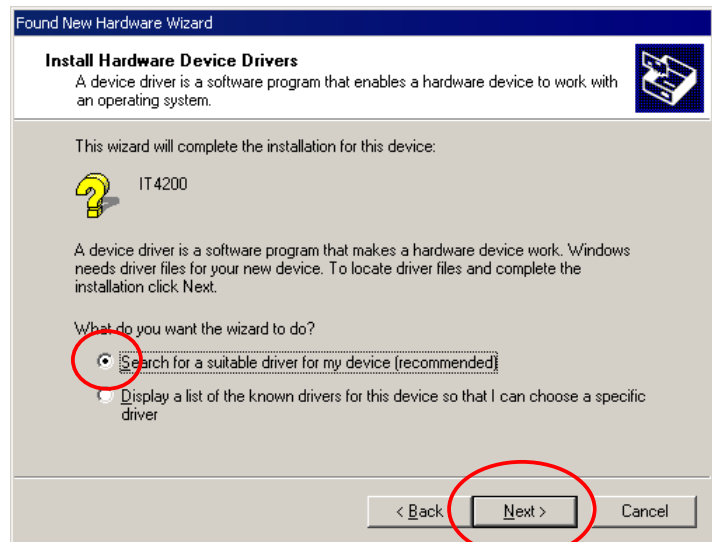 Found New Hardware Wizard
Install Hardware Device Drivers
A device driver is a software program that enables a hardware device to work with
an operating system.
This wizard will complete the installation for this device:
IT4200
A device driver is a software program that makes a hardware device work. Windows
needs driver files for your new device. To locate driver files and complete the
installation click Next.
What do you want the wizard to do?
Search for a suitable driver for my device (recommended)
Display a list of the known drivers for this device so that I can choose a specific
driver
< Back
Next >
Cancel